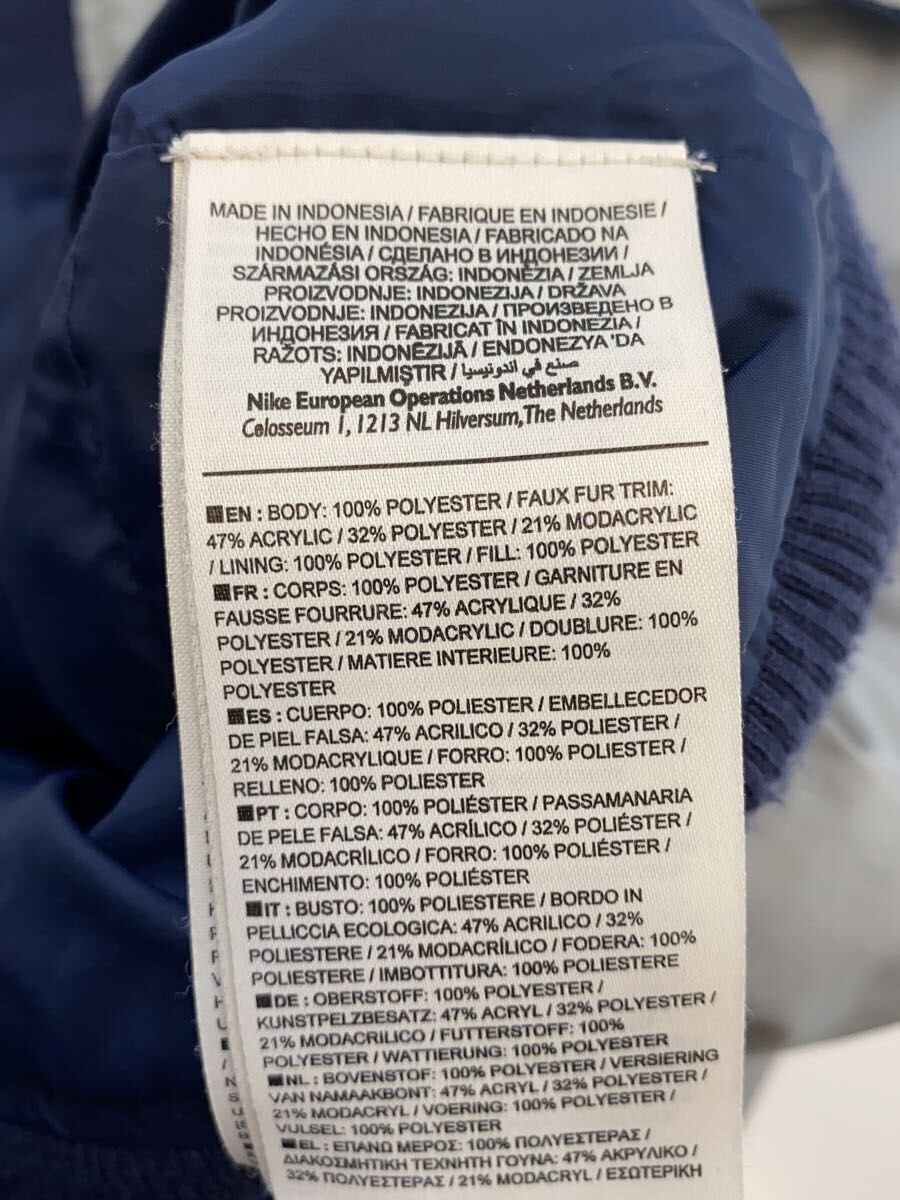 MADE IN INDONESIA / FABRIQUE EN INDONESIE /
HECHO EN INDONESIA / FABRICADO NA
INDONÉSIA / СДЕЛАНО В ИНДОНЕЗИИ /
SZÁRMAZÁSI ORSZÁG: INDONÉZIA / ZEMLJA
PROIZVODNJE: INDONEZIJA / DRŽAVA
PROIZVODNJE: INDONEZIJA / ПРОИЗВЕДЕНО В
ИНДОНЕЗИЯ / FABRICAT ÎN INDONEZIA /
RAŽOTS: INDONĒZIJĀ / ENDONEZYA 'DA
YAPILMIŞTIR / صنع في اندونيسيا
Nike European Operations Netherlands B.V.
Colosseum 1, 1213 NL Hilversum, The Netherlands
EN : BODY: 100% POLYESTER / FAUX FUR TRIM:
47% ACRYLIC / 32% POLYESTER / 21% MODACRYLIC
/ LINING: 100% POLYESTER / FILL: 100% POLYESTER
FR : CORPS: 100% POLYESTER / GARNITURE EN
FAUSSE FOURRURE: 47% ACRYLIQUE / 32%
POLYESTER / 21% MODACRYLIC / DOUBLURE: 100%
POLYESTER / MATIERE INTERIEURE: 100%
POLYESTER
ES : CUERPO: 100% POLIESTER / EMBELLECEDOR
DE PIEL FALSA: 47% ACRILICO / 32% POLIESTER /
21% MODACRYLIQUE / FORRO: 100% POLIESTER /
RELLENO: 100% POLIESTER
PT : CORPO: 100% POLIÉSTER / PASSAMANARIA
DE PELE FALSA: 47% ACRÍLICO / 32% POLIÉSTER /
21% MODACRÍLICO / FORRO: 100% POLIÉSTER /
ENCHIMENTO: 100% POLIÉSTER
IT : BUSTO: 100% POLIESTERE / BORDO IN
PELLICCIA ECOLOGICA: 47% ACRILICO / 32%
POLIESTERE / 21% MODACRÍLICO / FODERA: 100%
POLIESTERE / IMBOTTITURA: 100% POLIESTERE
DE : OBERSTOFF: 100% POLYESTER /
KUNSTPELZBESATZ: 47% ACRYL / 32% POLYESTER /
21% MODACRILICO / FUTTERSTOFF: 100%
POLYESTER / WATTIERUNG: 100% POLYESTER
NL : BOVENSTOF: 100% POLYESTER / VERSIERING
VAN NAMAAKBONT: 47% ACRYL / 32% POLYESTER /
21% MODACRYL / VOERING: 100% POLYESTER /
VULSEL: 100% POLYESTER
EL : ΕΠΑΝΩ ΜΕΡΟΣ: 100% ΠΟΛΥΕΣΤΕΡΑΣ /
ΔΙΑΚΟΣΜΗΤΙΚΗ ΤΕΧΝΗΤΗ ΓΟΥΝΑ: 47% ΑΚΡΥΛΙΚΟ /
32% ΠΟΛΥΕΣΤΕΡΑΣ / 21% MODACRYL / ΕΣΩΤΕΡΙΚΗ